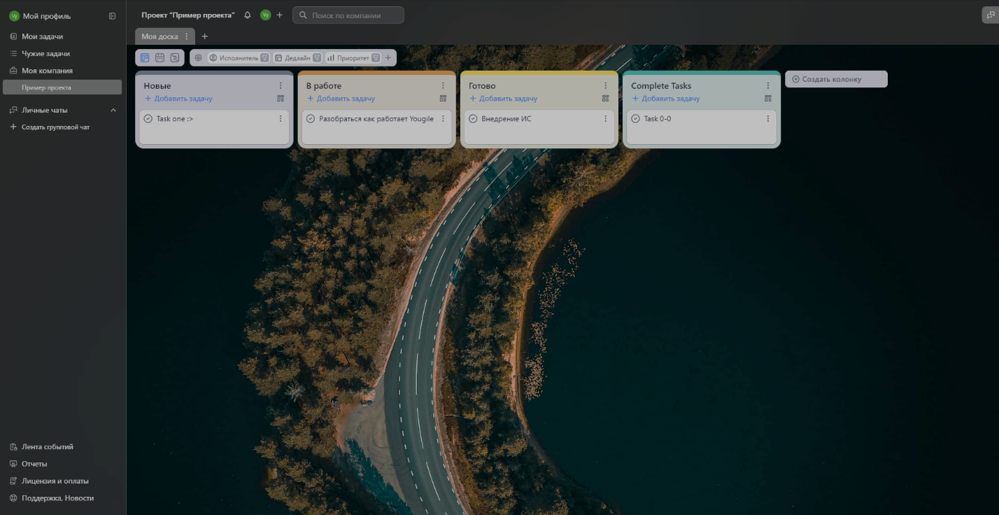 Vy Мой профиль
Мои задачи
Чужие задачи
Моя компания
Пример проекта
Личные чаты
Создать групповой чат
Лента событий
Отчеты
Лицензия и оплаты
Поддержка. Новости
Проект “Пример проекта” Vy + Поиск по компании
Моя доска +
Исполнитель Дедлайн Приоритет +
Новые
+ Добавить задачу
Task one :>
В работе
+ Добавить задачу
Разобраться как работает Yougile
Готово
+ Добавить задачу
Внедрение ИС
Complete Tasks
+ Добавить задачу
Task 0-0
Создать колонку